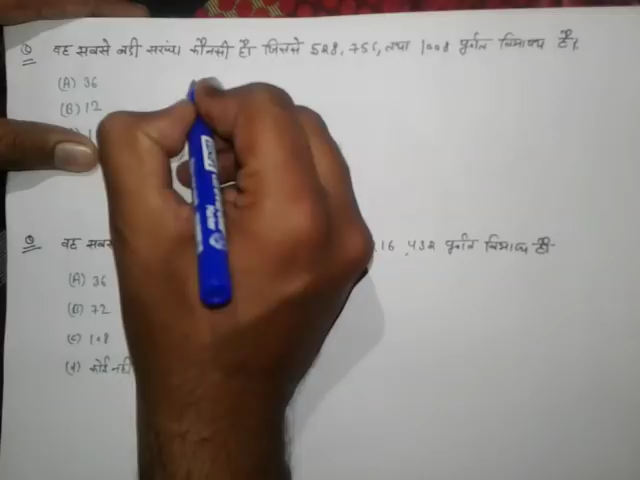 Q वह सबसे बड़ी संख्या कौनसी है। जिससे 528, 756, तथा 1008 पूर्णत विभाज्य है।
(A) 36
(B) 12
Q वह सब 16, 432 पूर्णत विभाज्य हो
(A) 36
(B) 72
(C) 108
(d) कोई नहीं